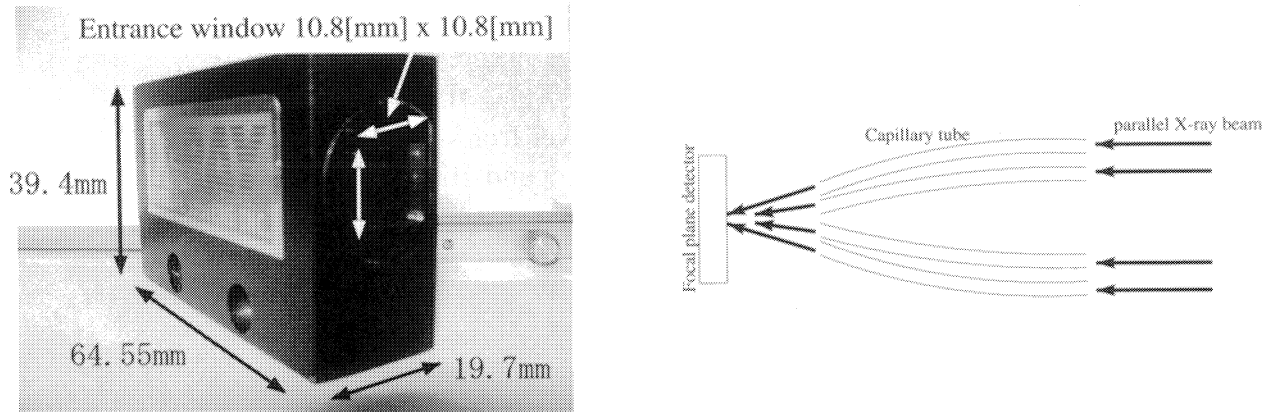 Entrance window 10.8[mm] x 10.8[mm]
39.4mm
64.55mm
19.7mm
Capillary tube
parallel X-ray beam
Focal plane detector